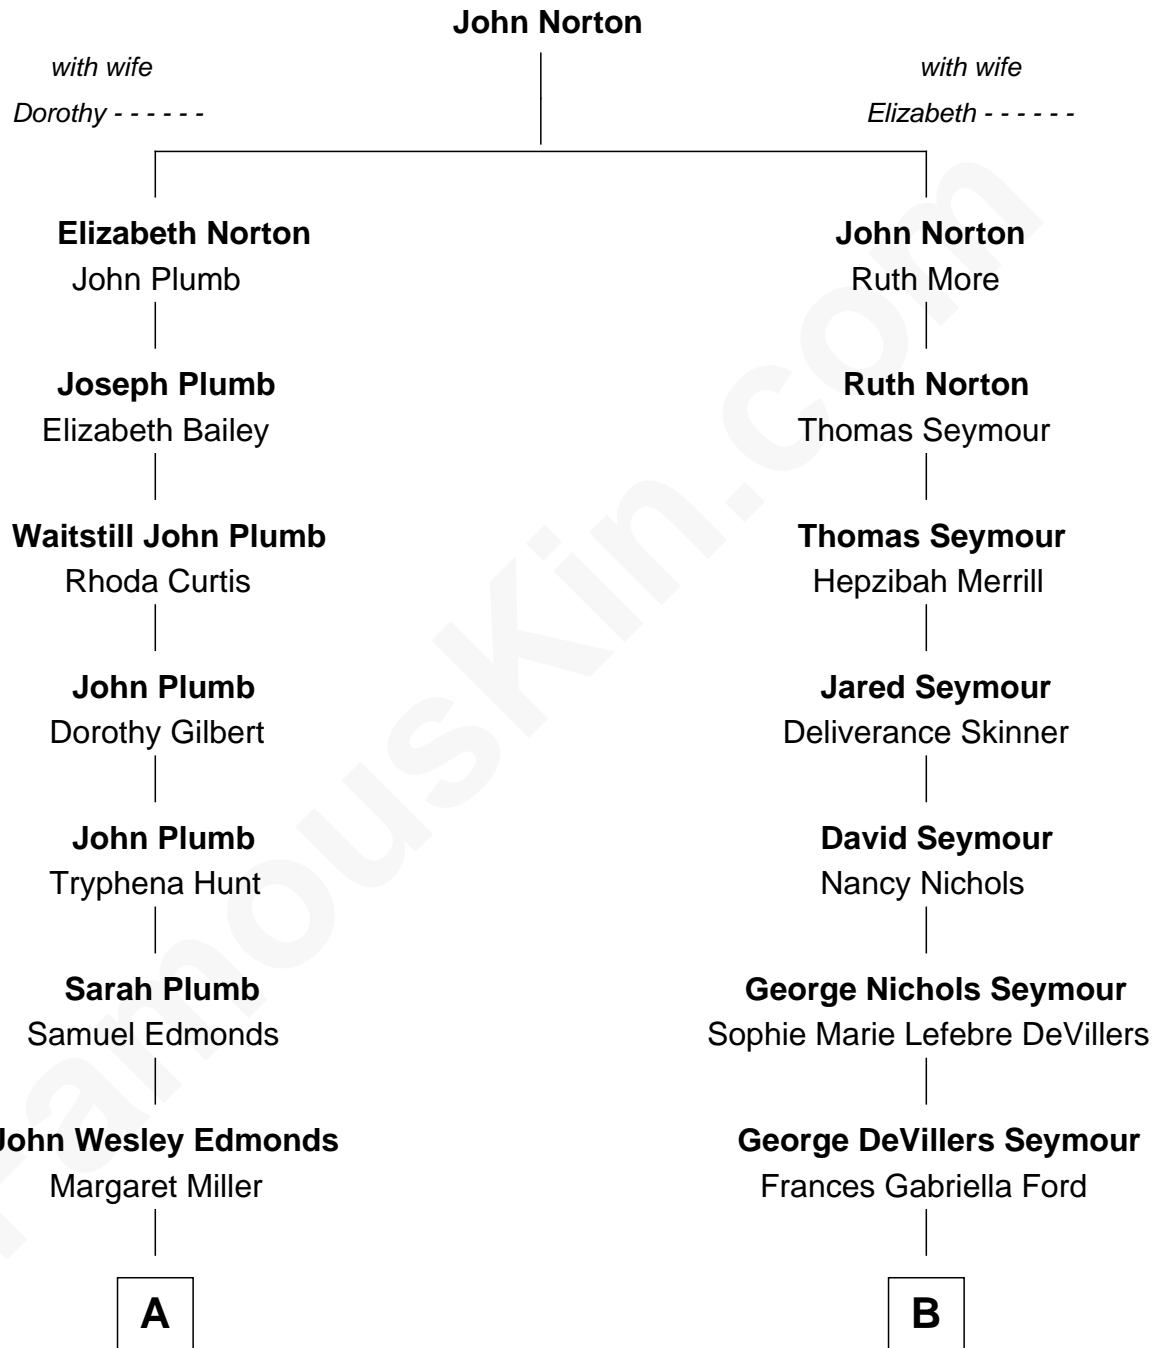 John Norton
with wife
Dorothy - - - - - -
with wife
Elizabeth - - - - - -
Elizabeth Norton
John Plumb
John Norton
Ruth More
Joseph Plumb
Elizabeth Bailey
Ruth Norton
Thomas Seymour
Waitstill John Plumb
Rhoda Curtis
Thomas Seymour
Hepzibah Merrill
John Plumb
Dorothy Gilbert
Jared Seymour
Deliverance Skinner
John Plumb
Tryphena Hunt
David Seymour
Nancy Nichols
Sarah Plumb
Samuel Edmonds
George Nichols Seymour
Sophie Marie Lefebre DeVillers
John Wesley Edmonds
Margaret Miller
George DeVillers Seymour
Frances Gabriella Ford
A
B
FamousKin.com